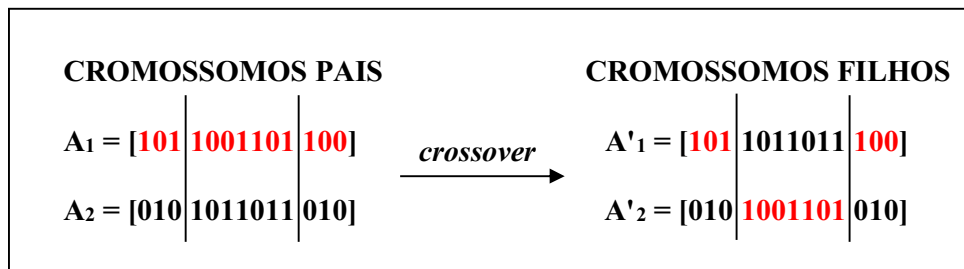 CROMOSSOMOS PAIS CROMOSSOMOS FILHOS
A1 = [101 1001101 100] crossover A'1 = [101 1011011 100]
A2 = [010 1011011 010] A'2 = [010 1001101 010]